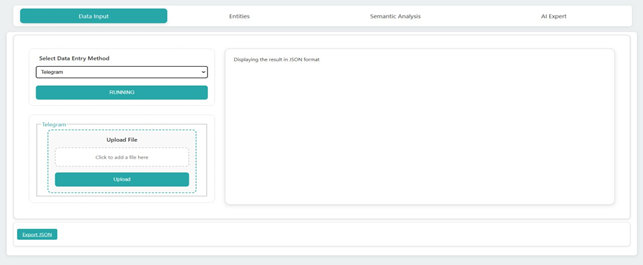 Data Input
Entities
Semantic Analysis
AI Expert
Select Data Entry Method
Telegram
RUNNING
Displaying the result in JSON format
Telegram
Upload File
Click to add a file here
Upload
Export JSON